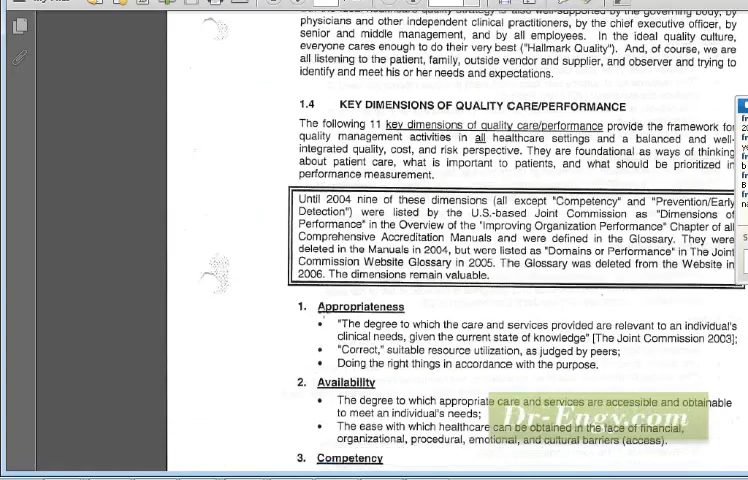 physicians and other independent clinical practitioners, by the chief executive officer, by
senior and middle management, and by all employees. In the ideal quality culture,
everyone cares enough to do their very best ("Hallmark Quality"). And, of course, we are
all listening to the patient, family, outside vendor and supplier, and observer and trying to
identify and meet his or her needs and expectations.
1.4 KEY DIMENSIONS OF QUALITY CARE/PERFORMANCE
The following 11 key dimensions of quality care/performance provide the framework for
quality management activities in all healthcare settings and a balanced and well-
integrated quality, cost, and risk perspective. They are foundational as ways of thinking
about patient care, what is important to patients, and what should be prioritized in
performance measurement.
Until 2004 nine of these dimensions (all except "Competency" and "Prevention/Early
Detection") were listed by the U.S.-based Joint Commission as "Dimensions of
Performance" in the Overview of the "Improving Organization Performance" Chapter of all
Comprehensive Accreditation Manuals and were defined in the Glossary. They were
deleted in the Manuals in 2004, but were listed as "Domains or Performance" in The Joint
Commission Website Glossary in 2005. The Glossary was deleted from the Website in
2006. The dimensions remain valuable.
1. Appropriateness
• "The degree to which the care and services provided are relevant to an individual's
clinical needs, given the current state of knowledge" [The Joint Commission 2003];
• "Correct," suitable resource utilization, as judged by peers;
• Doing the right things in accordance with the purpose.
2. Availability
• The degree to which appropriate care and services are accessible and obtainable
to meet an individual's needs;
• The ease with which healthcare can be obtained in the face of financial,
organizational, procedural, emotional, and cultural barriers (access).
Dr-Engx.com
3. Competency